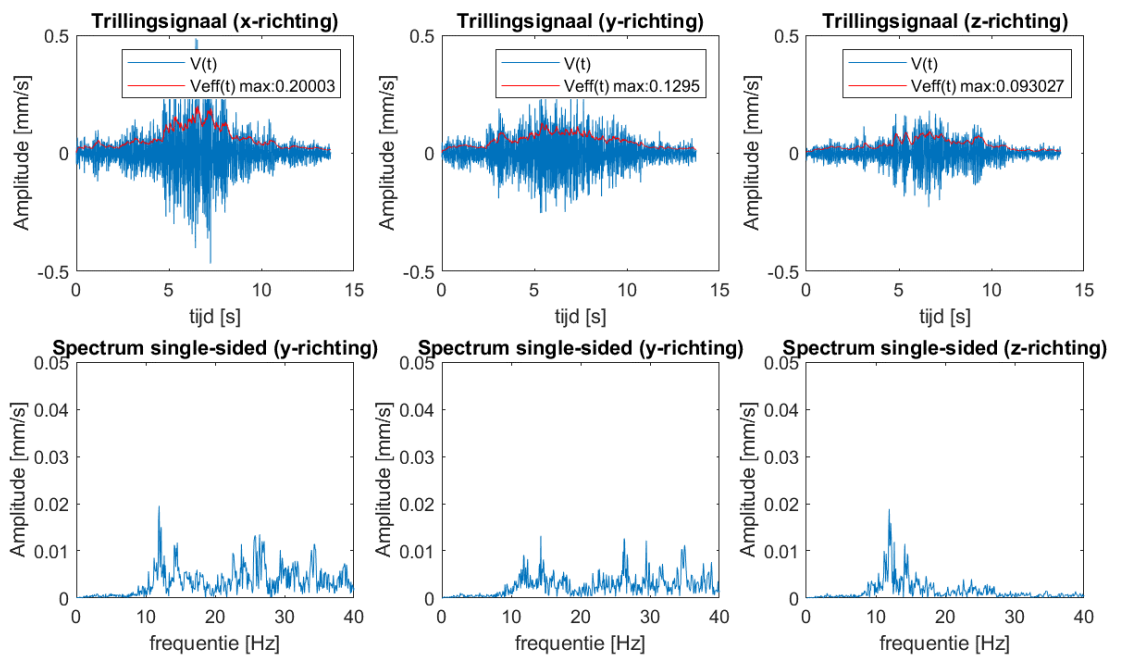 Trillingsignaal (x-richting)
0.5
0
-0.5
Amplitude [mm/s]
V(t)
Veff(t) max:0.20003
0 5 10 15
tijd [s]
Trillingsignaal (y-richting)
0.5
0
-0.5
Amplitude [mm/s]
V(t)
Veff(t) max:0.1295
0 5 10 15
tijd [s]
Trillingsignaal (z-richting)
0.5
0
-0.5
Amplitude [mm/s]
V(t)
Veff(t) max:0.093027
0 5 10 15
tijd [s]
Spectrum single-sided (y-richting)
0.05
0.04
0.03
0.02
0.01
0
Amplitude [mm/s]
0 10 20 30 40
frequentie [Hz]
Spectrum single-sided (y-richting)
0.05
0.04
0.03
0.02
0.01
0
Amplitude [mm/s]
0 10 20 30 40
frequentie [Hz]
Spectrum single-sided (z-richting)
0.05
0.04
0.03
0.02
0.01
0
Amplitude [mm/s]
0 10 20 30 40
frequentie [Hz]